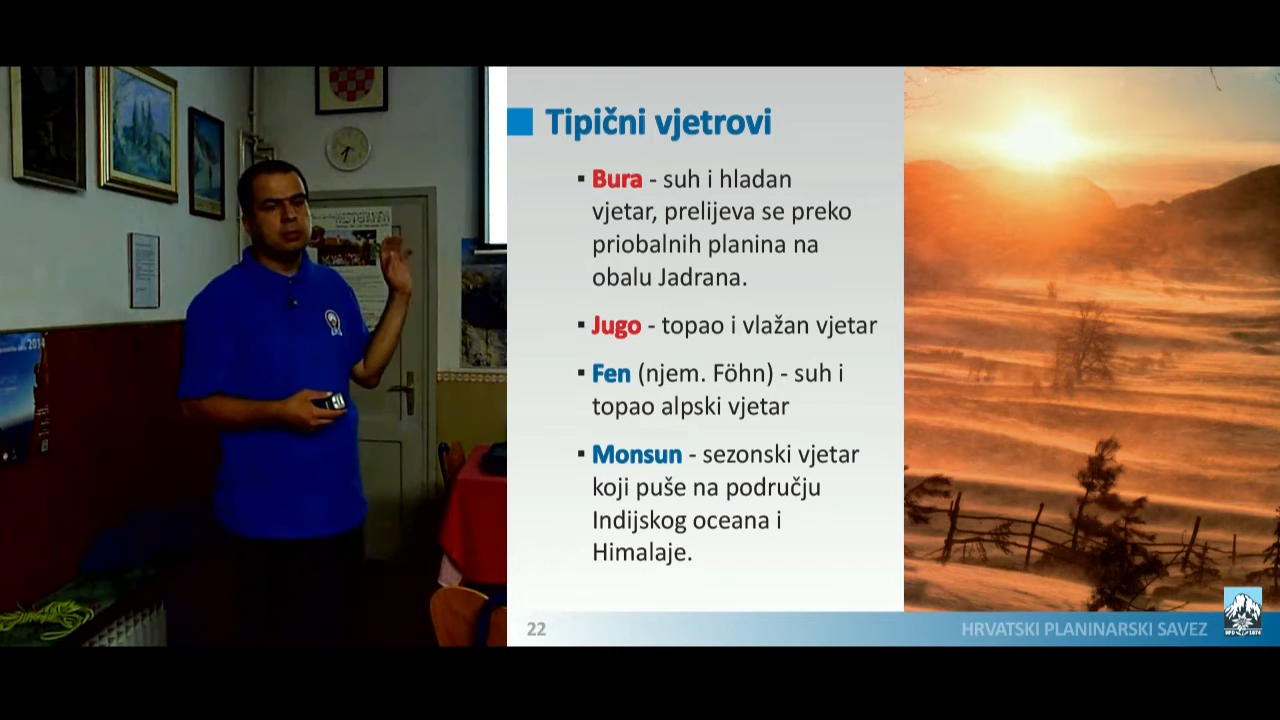 Tipični vjetrovi
▪ Bura - suh i hladan
vjetar, prelijeva se preko
priobalnih planina na
obalu Jadrana.
▪ Jugo - topao i vlažan vjetar
▪ Fen (njem. Föhn) - suh i
topao alpski vjetar
▪ Monsun - sezonski vjetar
koji puše na području
Indijskog oceana i
Himalaje.
22
HRVATSKI PLANINARSKI SAVEZ
HPD 1874
2014